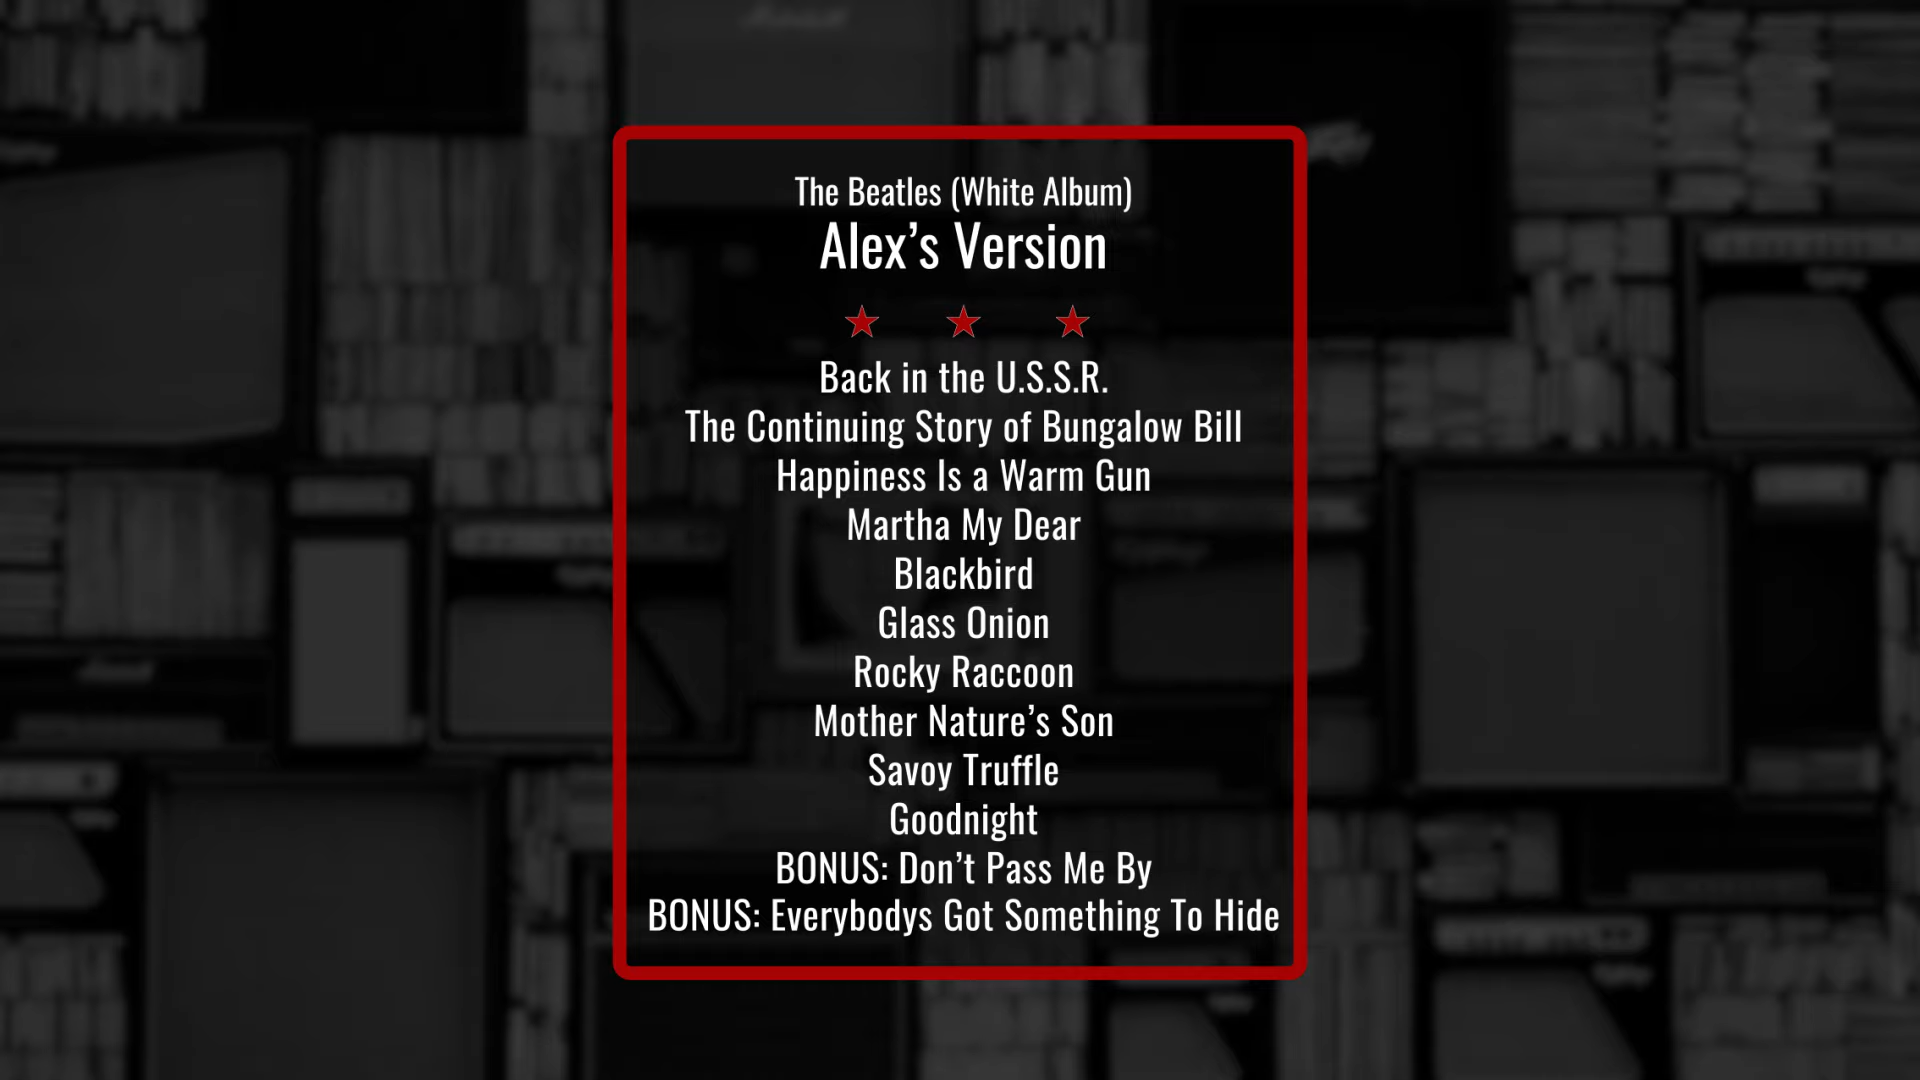 The Beatles (White Album)
Alex’s Version
Back in the U.S.S.R.
The Continuing Story of Bungalow Bill
Happiness Is a Warm Gun
Martha My Dear
Blackbird
Glass Onion
Rocky Raccoon
Mother Nature’s Son
Savoy Truffle
Goodnight
BONUS: Don’t Pass Me By
BONUS: Everybodys Got Something To Hide